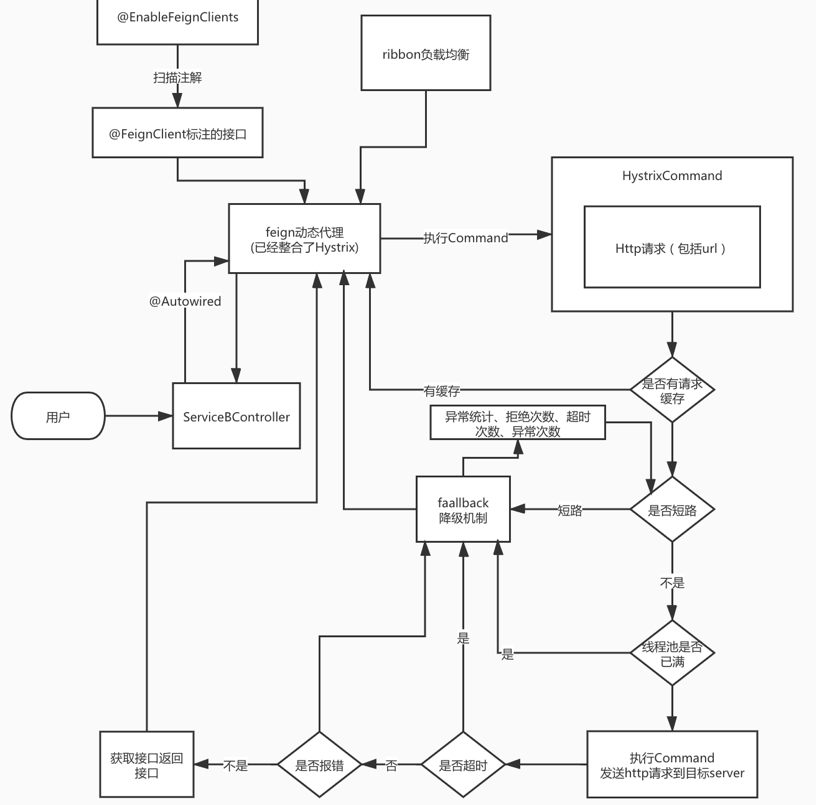 @EnableFeignClients
ribbon负载均衡
扫描注解
@FeignClient标注的接口
HystrixCommand
feign动态代理
(已经整合了Hystrix)
执行Command
Http请求（包括url）
@Autowired
是否有请求
缓存
有缓存
用户
ServiceBController
异常统计、拒绝次数、超时
次数、异常次数
faallback
降级机制
短路
是否短路
不是
线程池是否
已满
是
是
获取接口返回
接口
不是
是否报错
否
是否超时
执行Command
发送http请求到目标server